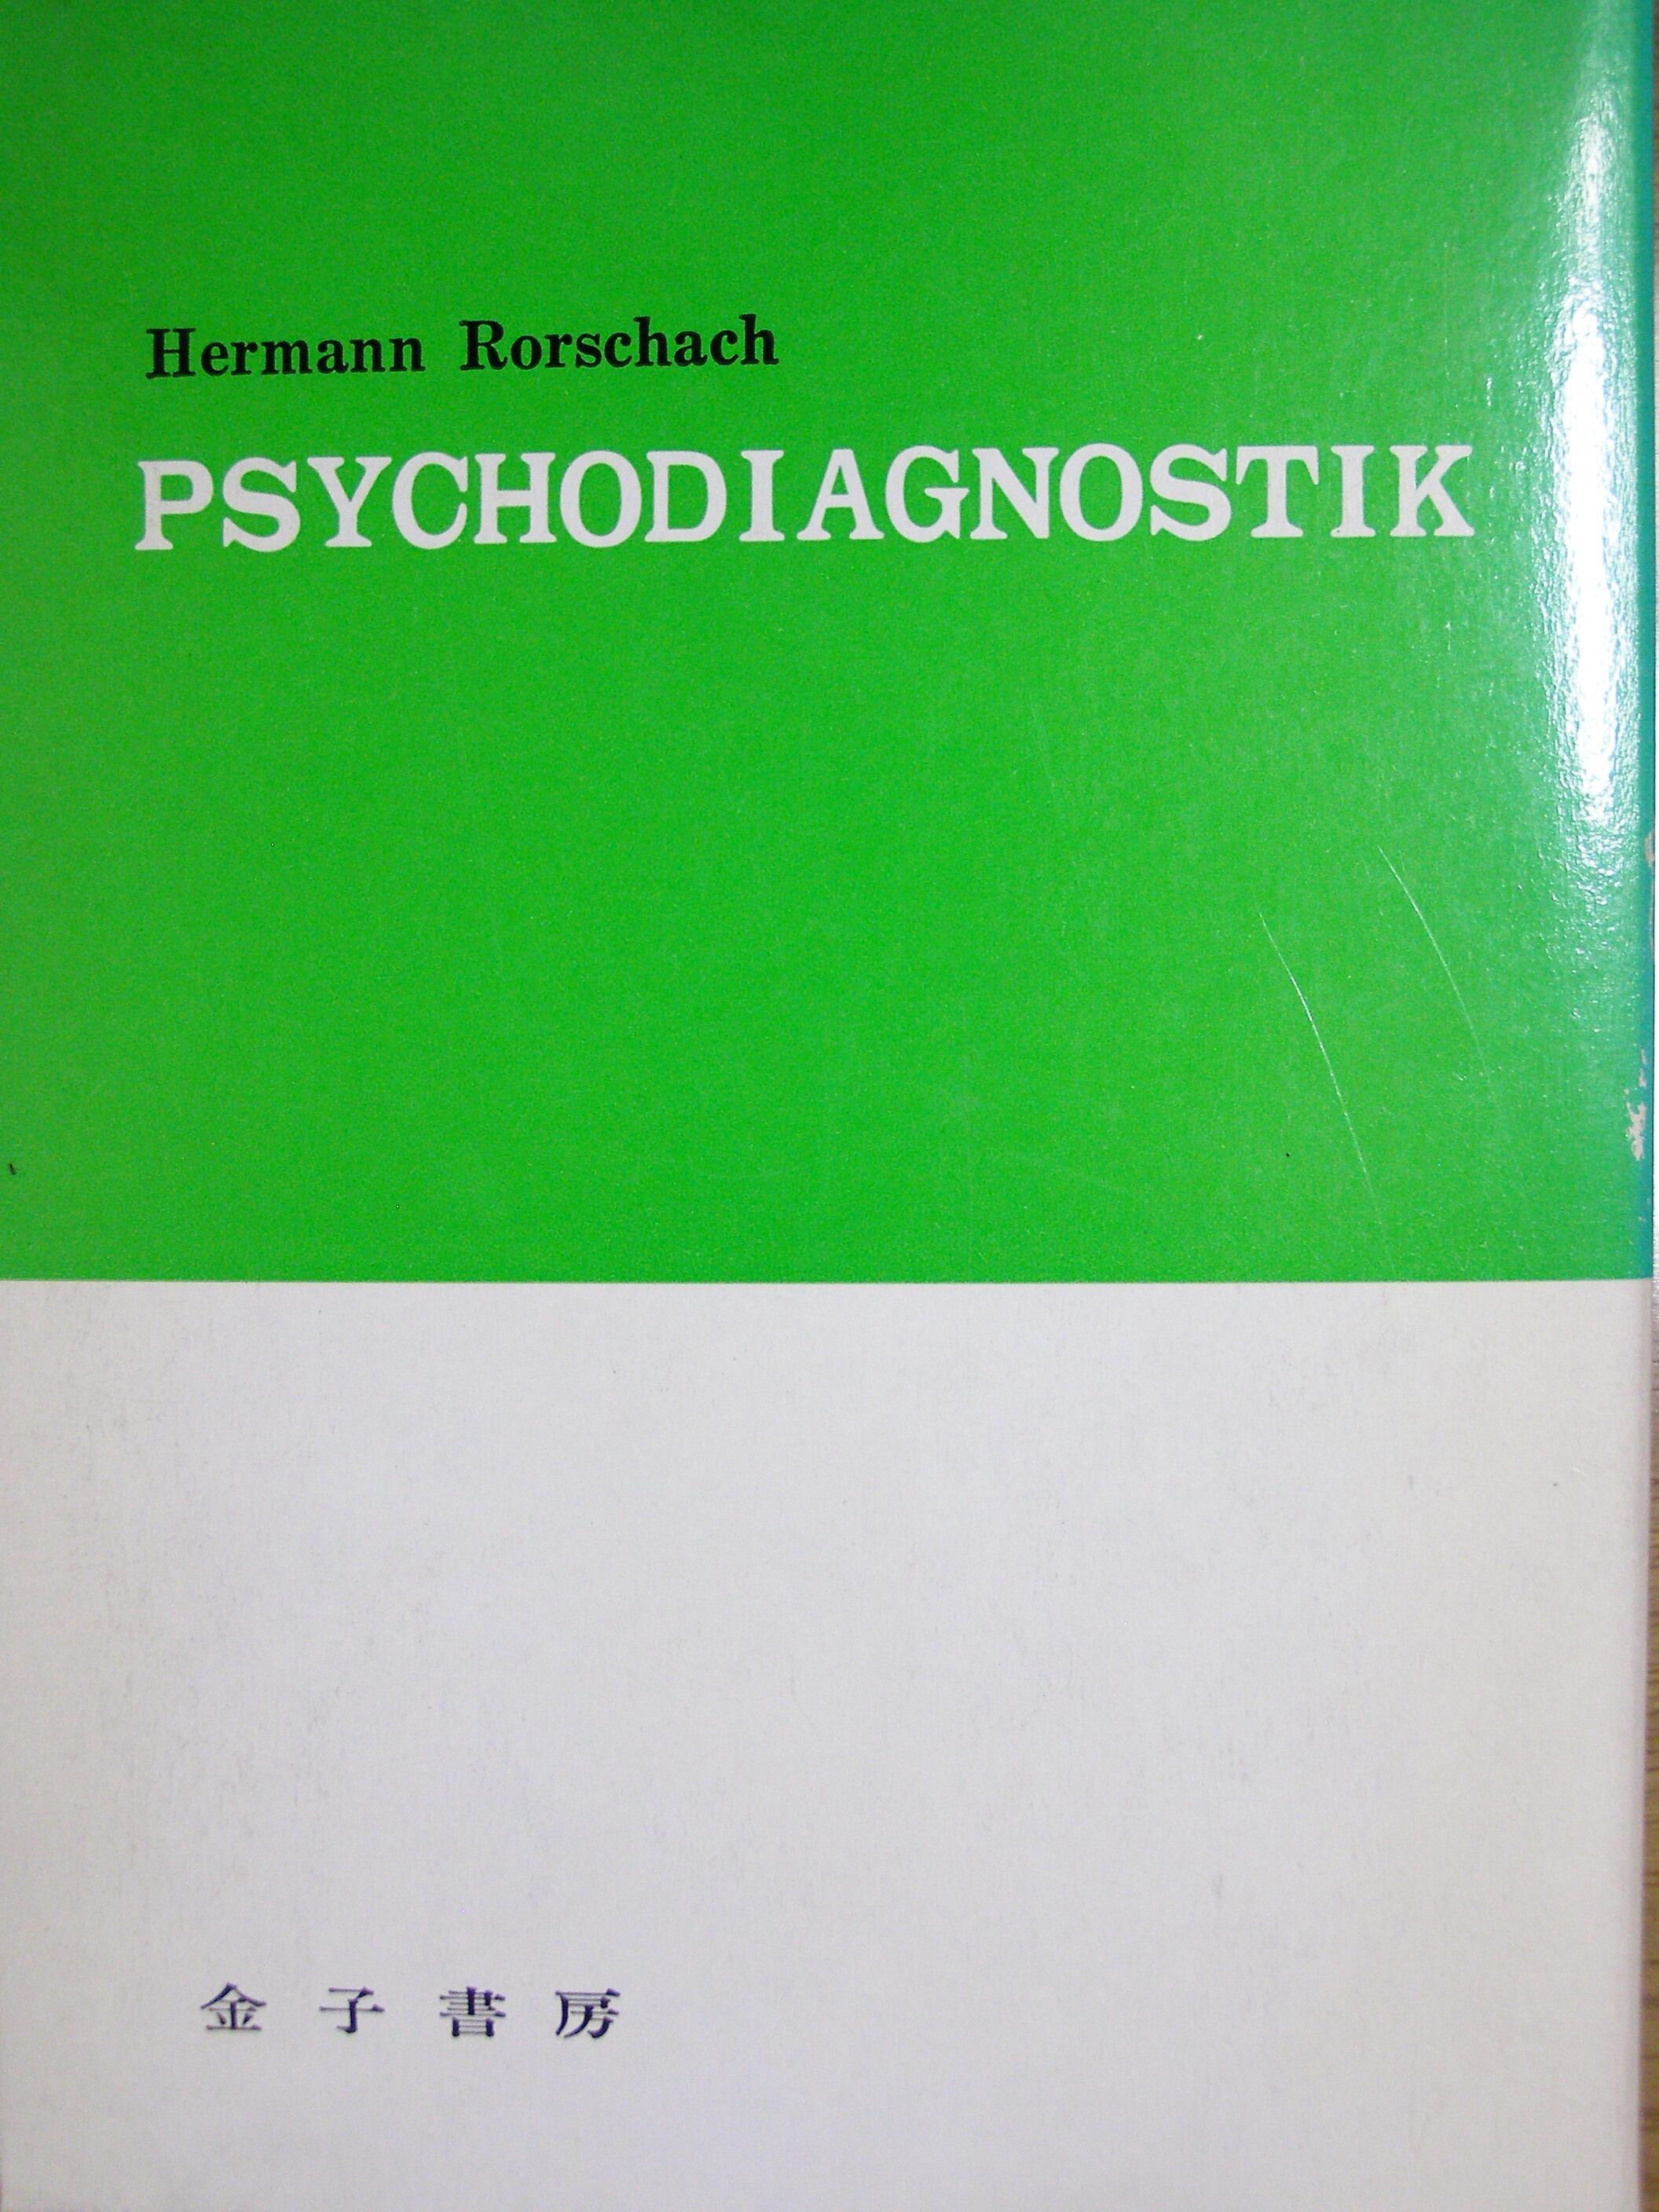 Hermann Rorschach
PSYCHODIAGNOSTIK
金子書房